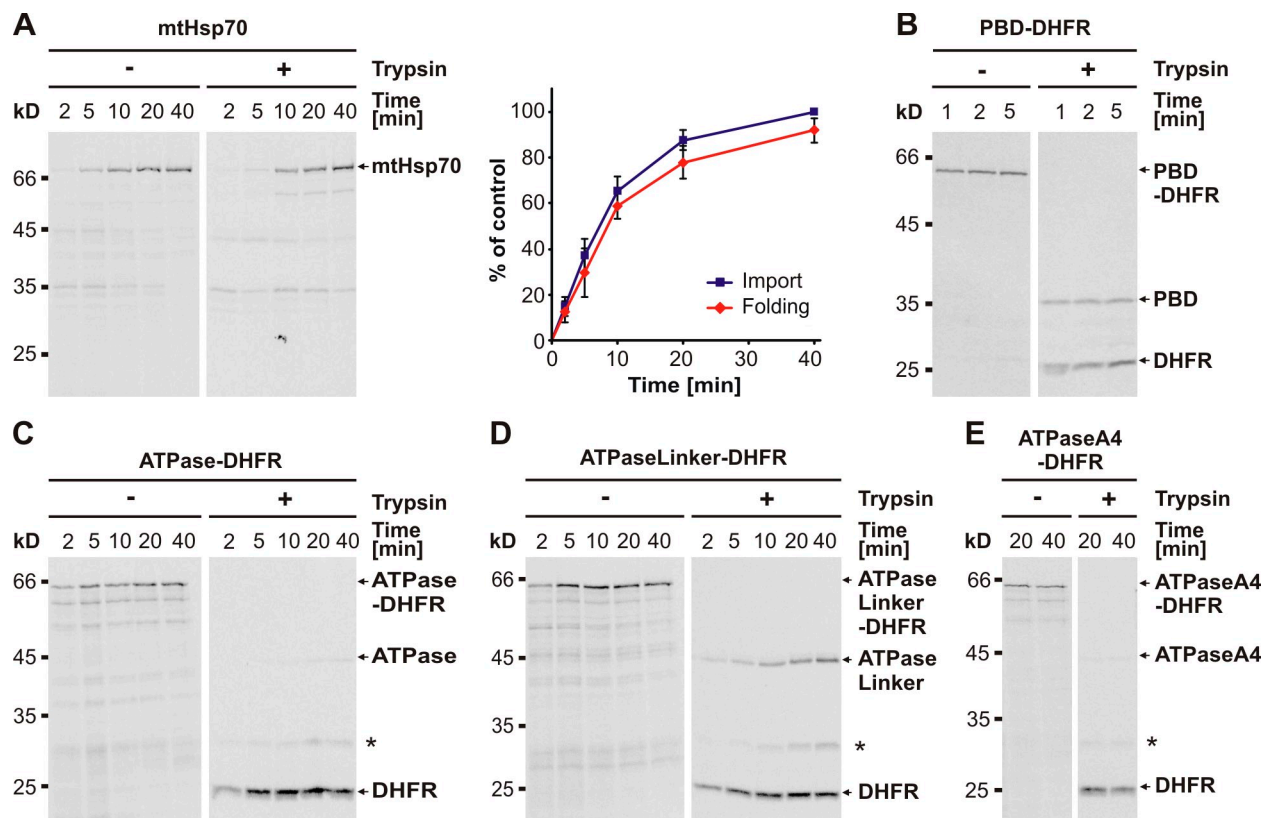 A
mtHsp70
- + Trypsin
kD 2 5 10 20 40 2 5 10 20 40 Time [min]
66
45
35
25
mtHsp70
% of control
100
80
60
40
20
0
0 10 20 30 40
Time [min]
Import
Folding
B
PBD-DHFR
- + Trypsin
kD 1 2 5 1 2 5 Time [min]
66
45
35
25
PBD
-DHFR
PBD
DHFR
C
ATPase-DHFR
- + Trypsin
kD 2 5 10 20 40 2 5 10 20 40 Time [min]
66
45
35
25
ATPase
-DHFR
ATPase
*
DHFR
D
ATPaseLinker-DHFR
- + Trypsin
kD 2 5 10 20 40 2 5 10 20 40 Time [min]
66
45
35
25
ATPase
Linker
-DHFR
ATPase
Linker
*
DHFR
E
ATPaseA4
-DHFR
- + Trypsin
kD 20 40 20 40 Time [min]
66
45
35
25
ATPaseA4
-DHFR
ATPaseA4
*
DHFR